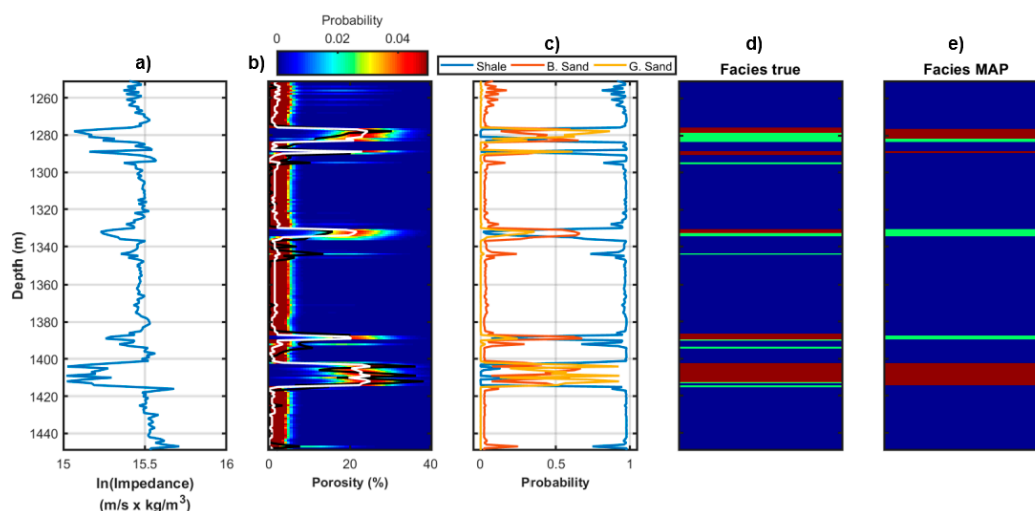 Probability
0 0.02 0.04
a)
b)
c)
d)
e)
Shale B. Sand G. Sand
Facies true
Facies MAP
Depth (m)
1260
1280
1300
1320
1340
1360
1380
1400
1420
1440
15 15.5 16
ln(Impedance)
(m/s x kg/m³)
0 20 40
Porosity (%)
0 0.5 1
Probability